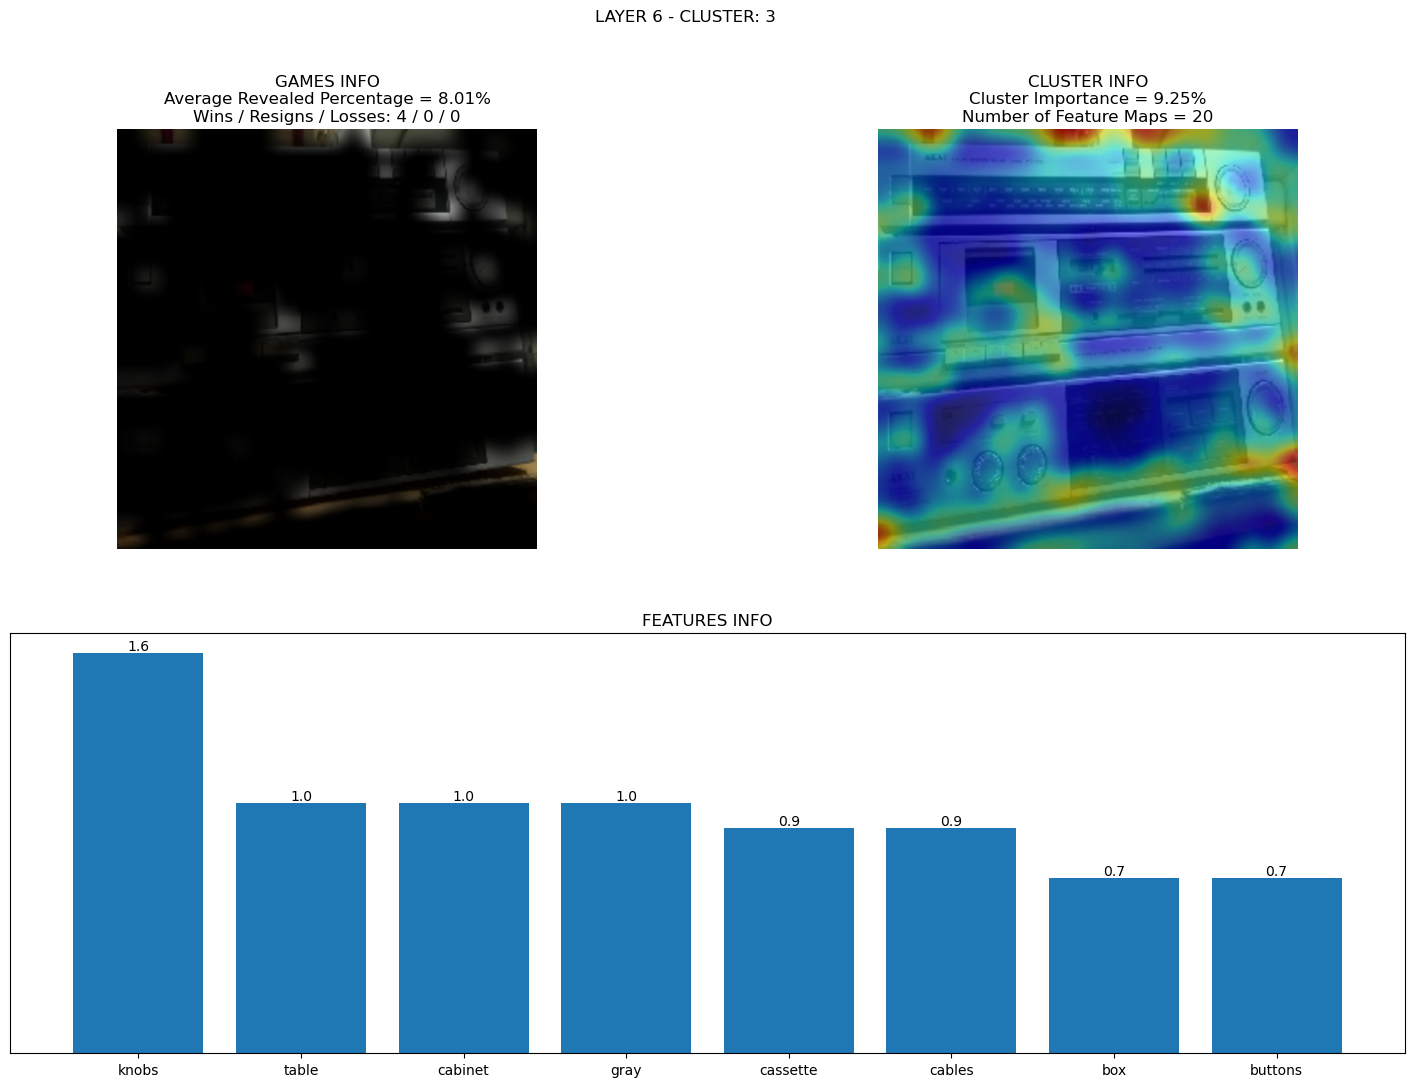 LAYER 6 - CLUSTER: 3
GAMES INFO
Average Revealed Percentage = 8.01%
Wins / Resigns / Losses: 4 / 0 / 0
CLUSTER INFO
Cluster Importance = 9.25%
Number of Feature Maps = 20
AKAI
FEATURES INFO
1.6
1.0
1.0
1.0
0.9
0.9
0.7
0.7
knobs table cabinet gray cassette cables box buttons